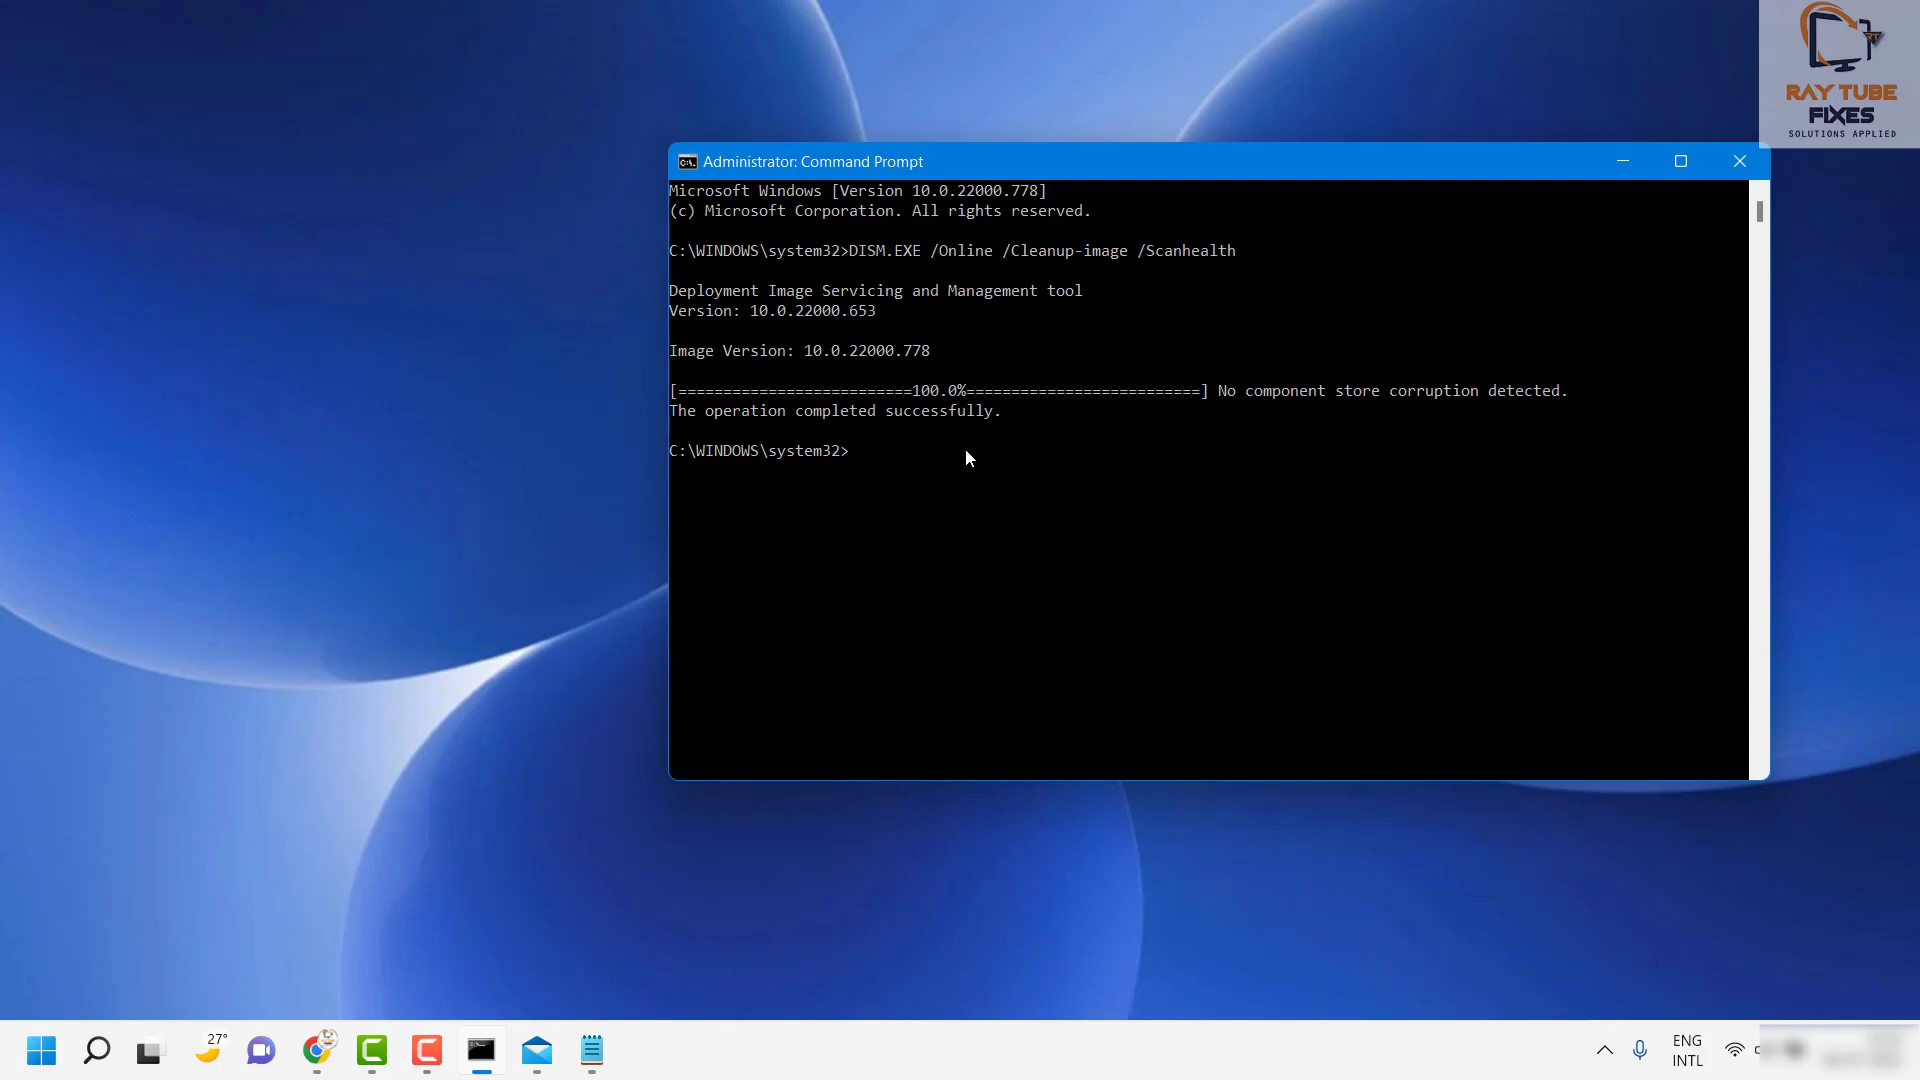 RAY TUBE
FIXES
SOLUTIONS APPLIED
Administrator: Command Prompt
Microsoft Windows [Version 10.0.22000.778]
(c) Microsoft Corporation. All rights reserved.
C:\WINDOWS\system32>DISM.EXE /Online /Cleanup-image /Scanhealth
Deployment Image Servicing and Management tool
Version: 10.0.22000.653
Image Version: 10.0.22000.778
[==========================100.0%==========================] No component store corruption detected.
The operation completed successfully.
C:\WINDOWS\system32>
27°
ENG
INTL